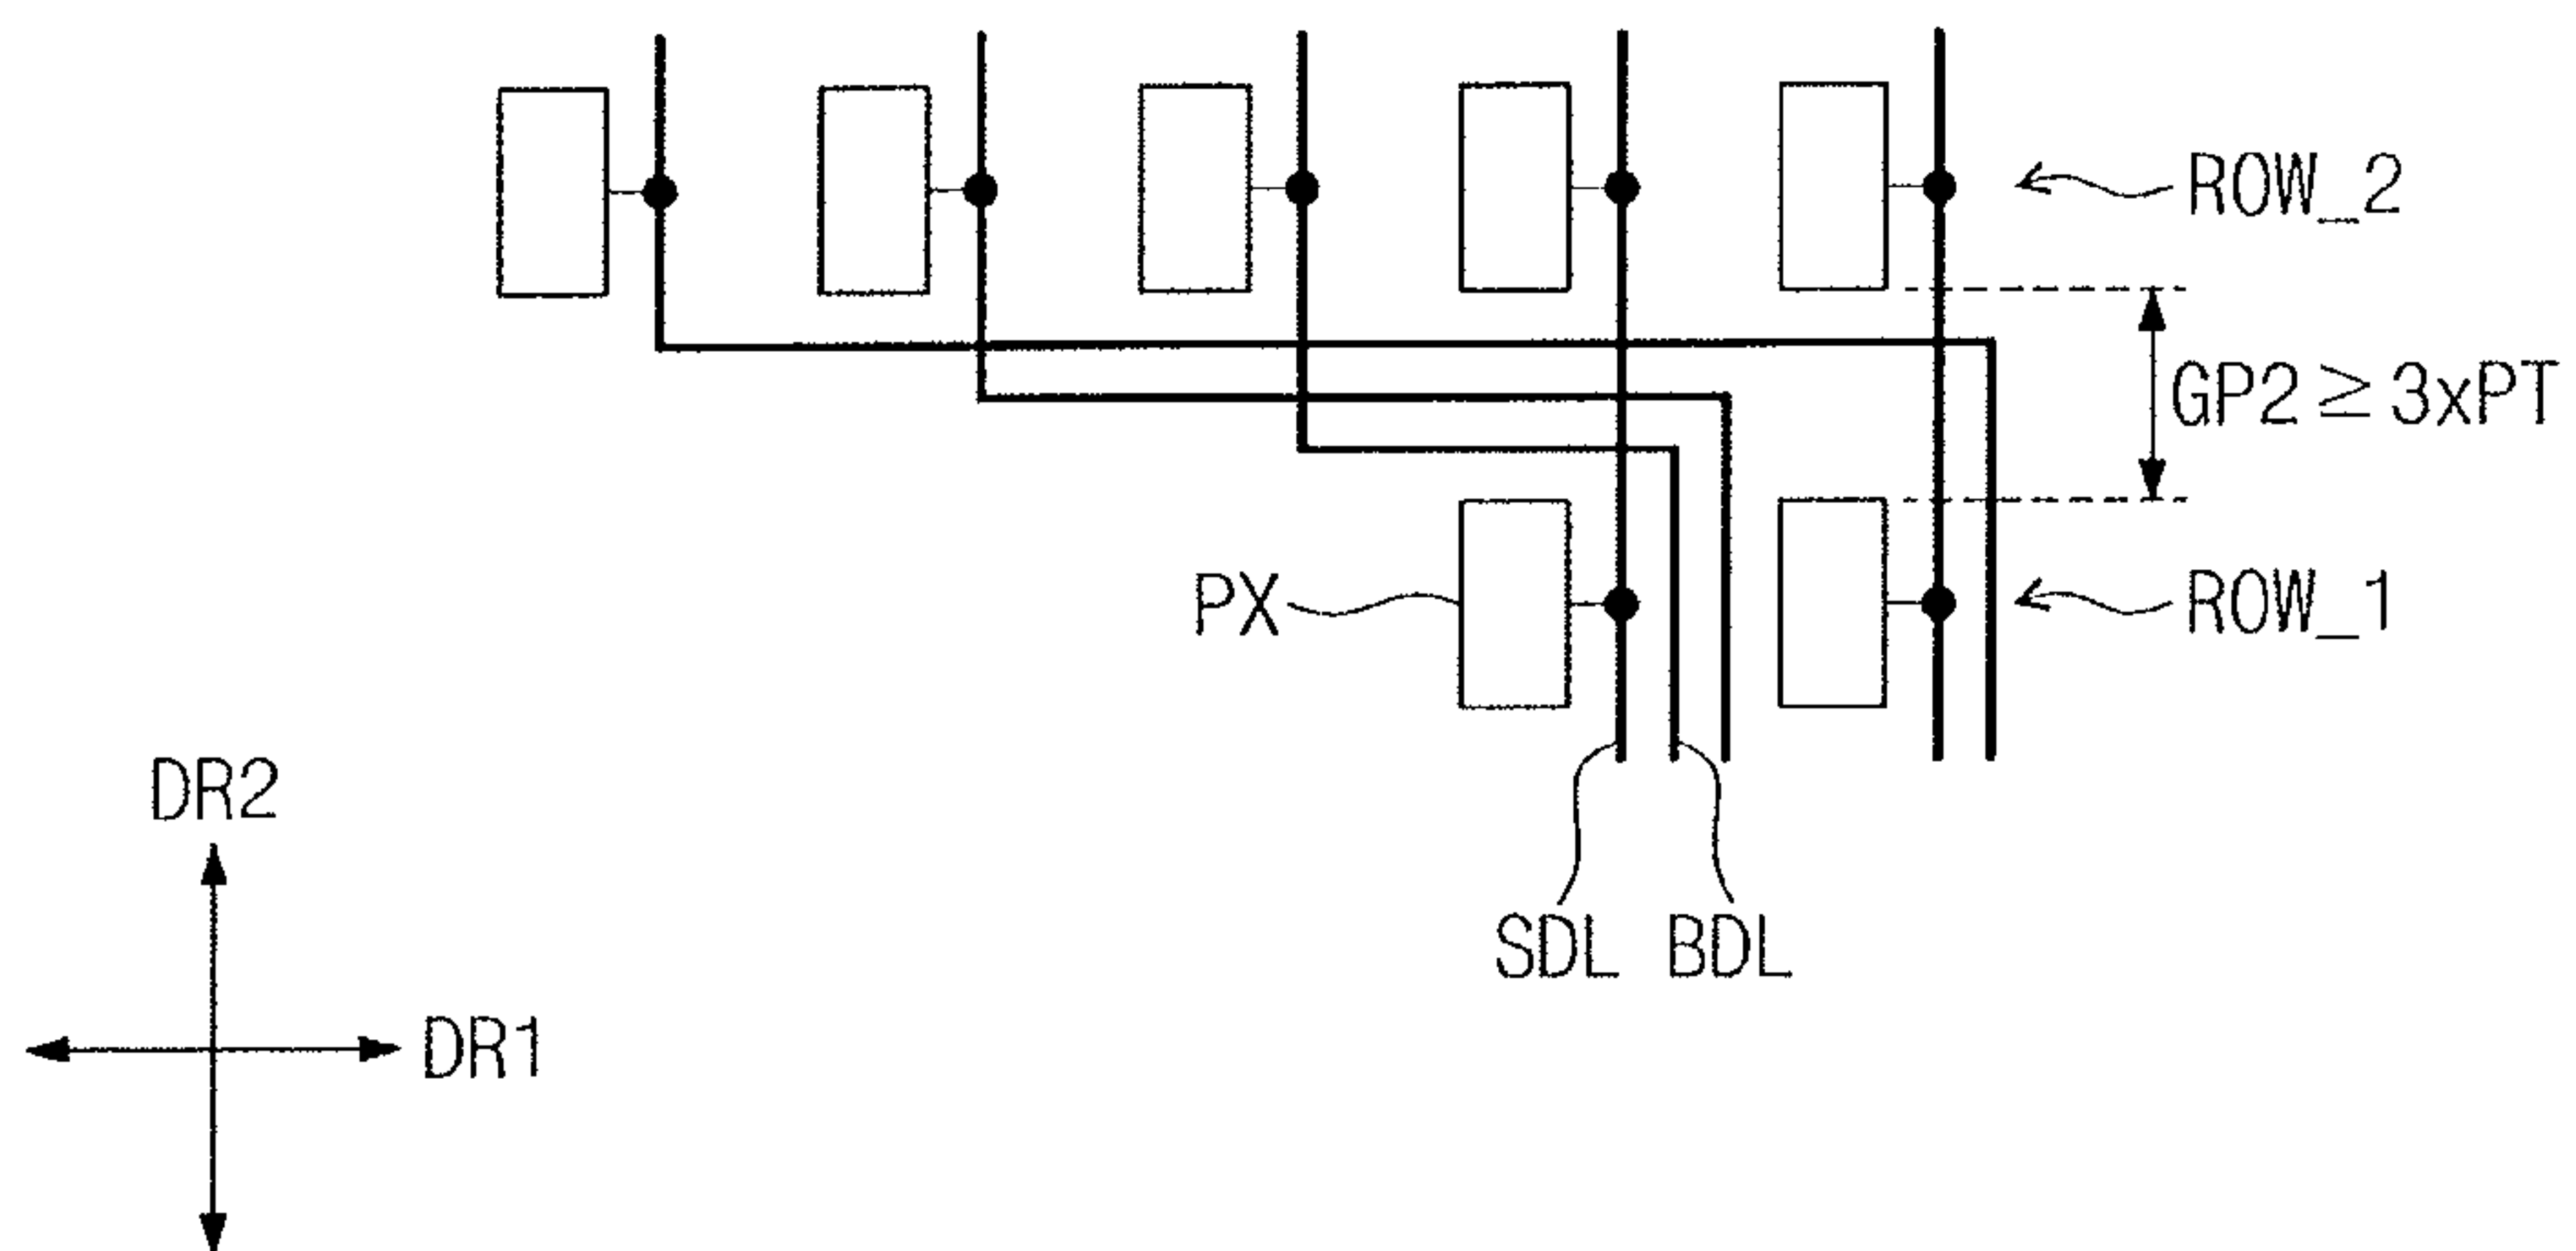 ROW_2
GP2 ≥ 3xPT
PX
ROW_1
DR2
SDL BDL
DR1